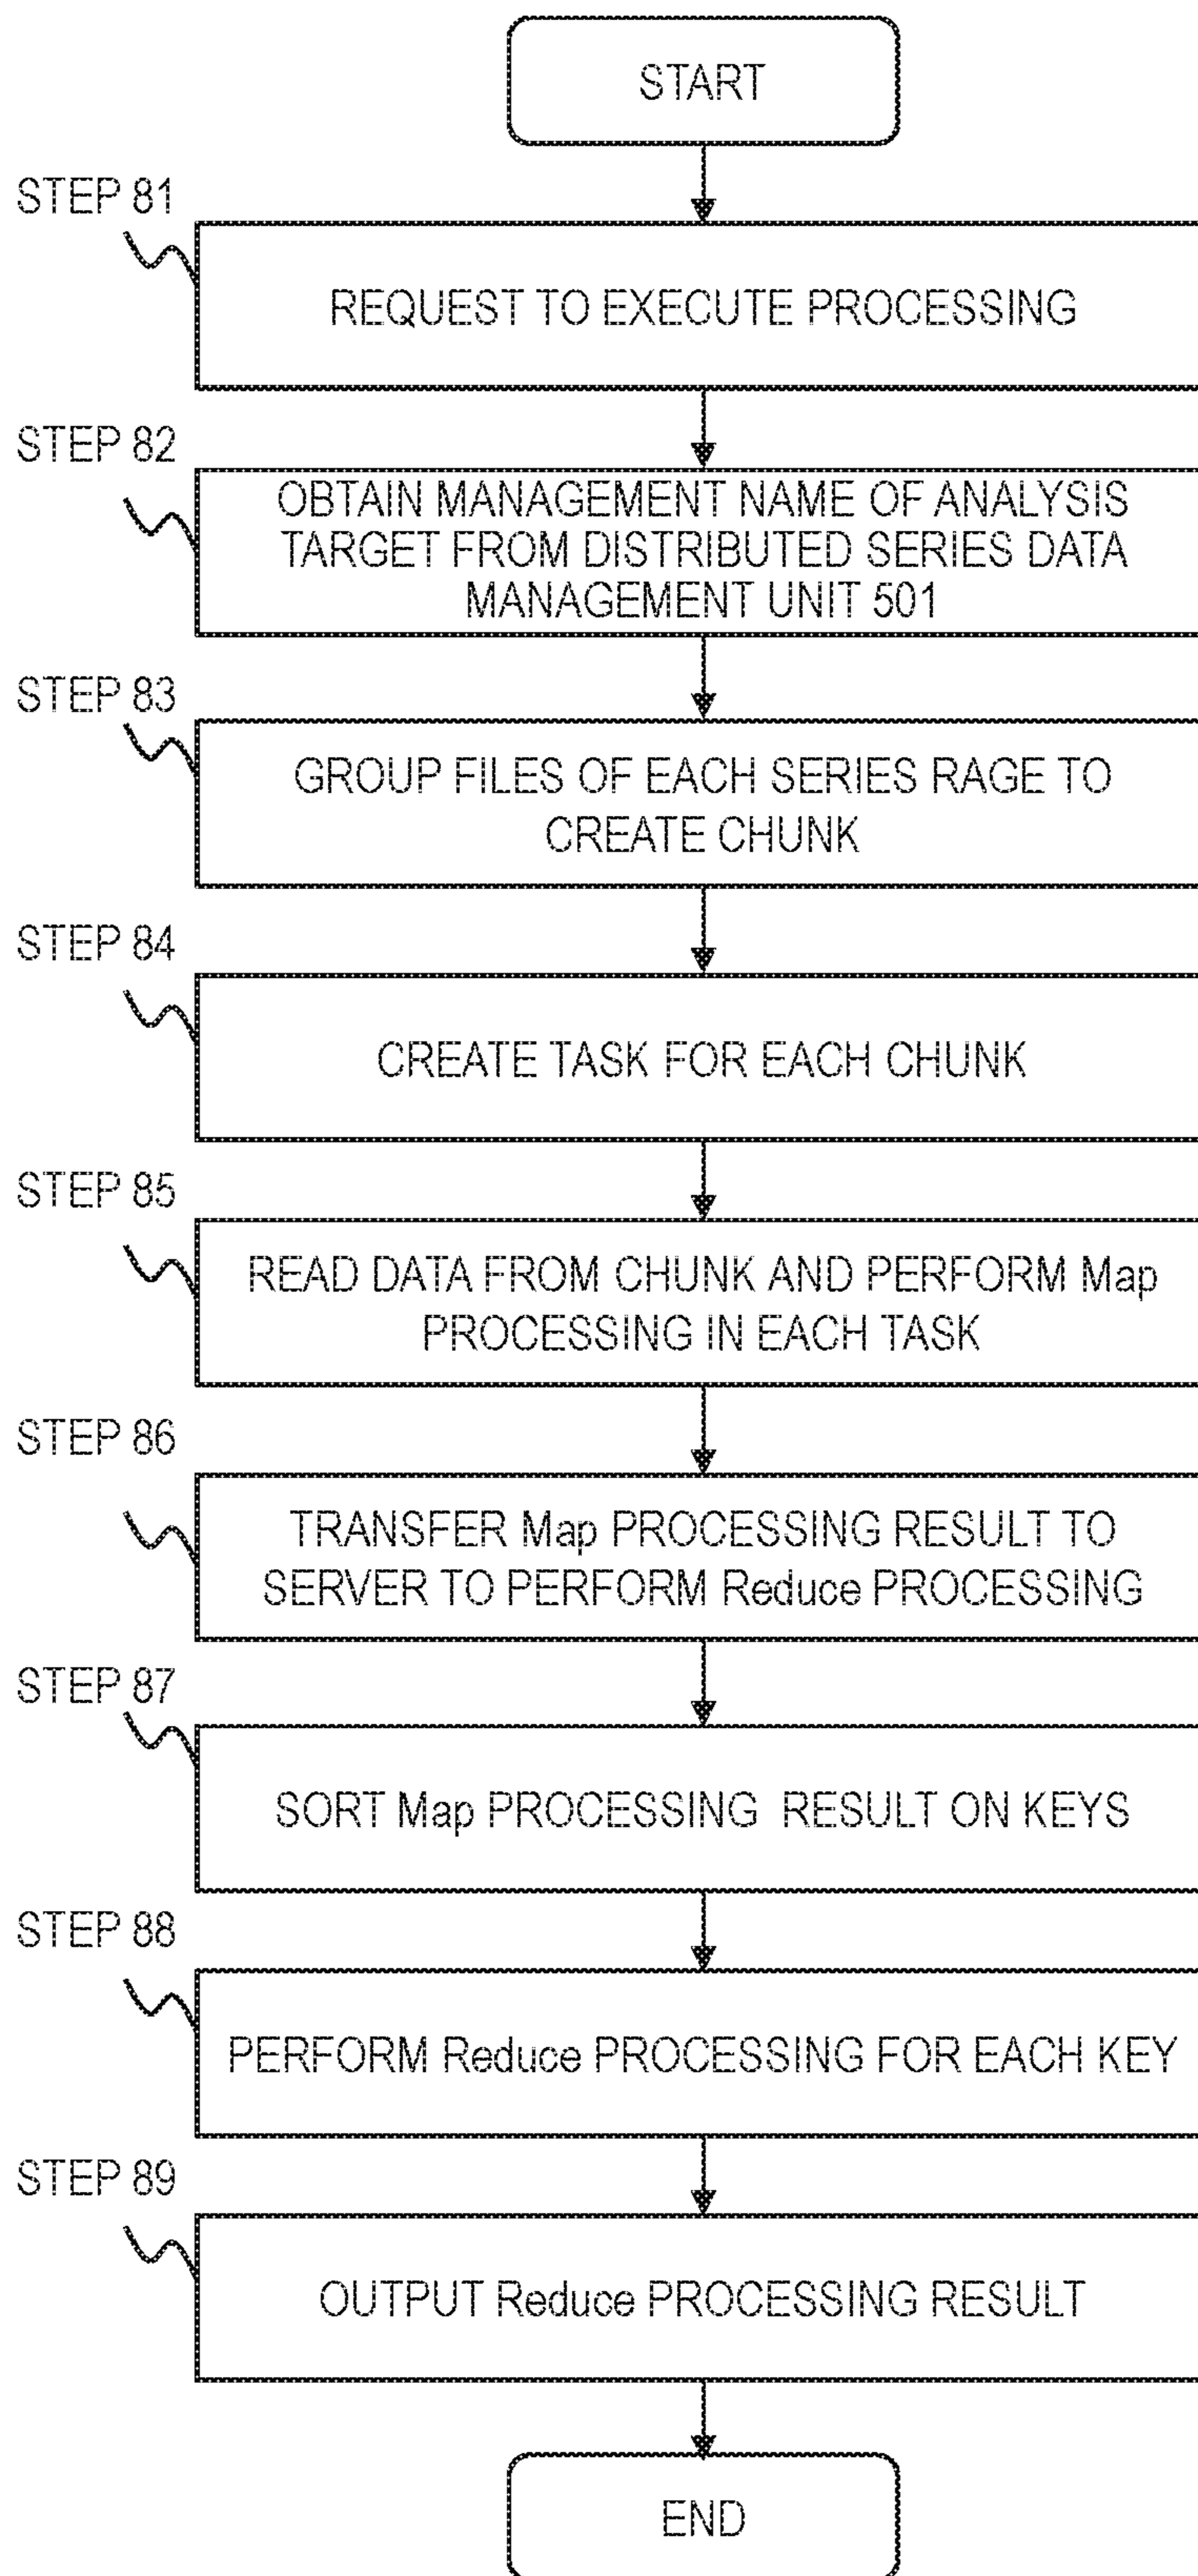 START
STEP 81
REQUEST TO EXECUTE PROCESSING
STEP 82
OBTAIN MANAGEMENT NAME OF ANALYSIS
TARGET FROM DISTRIBUTED SERIES DATA
MANAGEMENT UNIT 501
STEP 83
GROUP FILES OF EACH SERIES RAGE TO
CREATE CHUNK
STEP 84
CREATE TASK FOR EACH CHUNK
STEP 85
READ DATA FROM CHUNK AND PERFORM Map
PROCESSING IN EACH TASK
STEP 86
TRANSFER Map PROCESSING RESULT TO
SERVER TO PERFORM Reduce PROCESSING
STEP 87
SORT Map PROCESSING RESULT ON KEYS
STEP 88
PERFORM Reduce PROCESSING FOR EACH KEY
STEP 89
OUTPUT Reduce PROCESSING RESULT
END